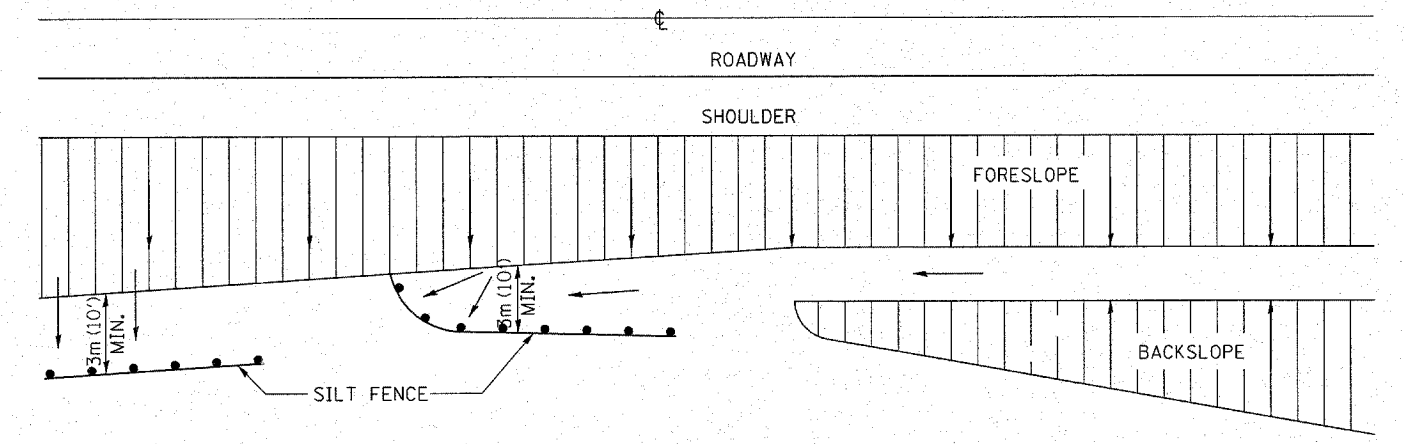 ℄
ROADWAY
SHOULDER
FORESLOPE
3m (10')
MIN.
3m (10')
MIN.
BACKSLOPE
SILT FENCE